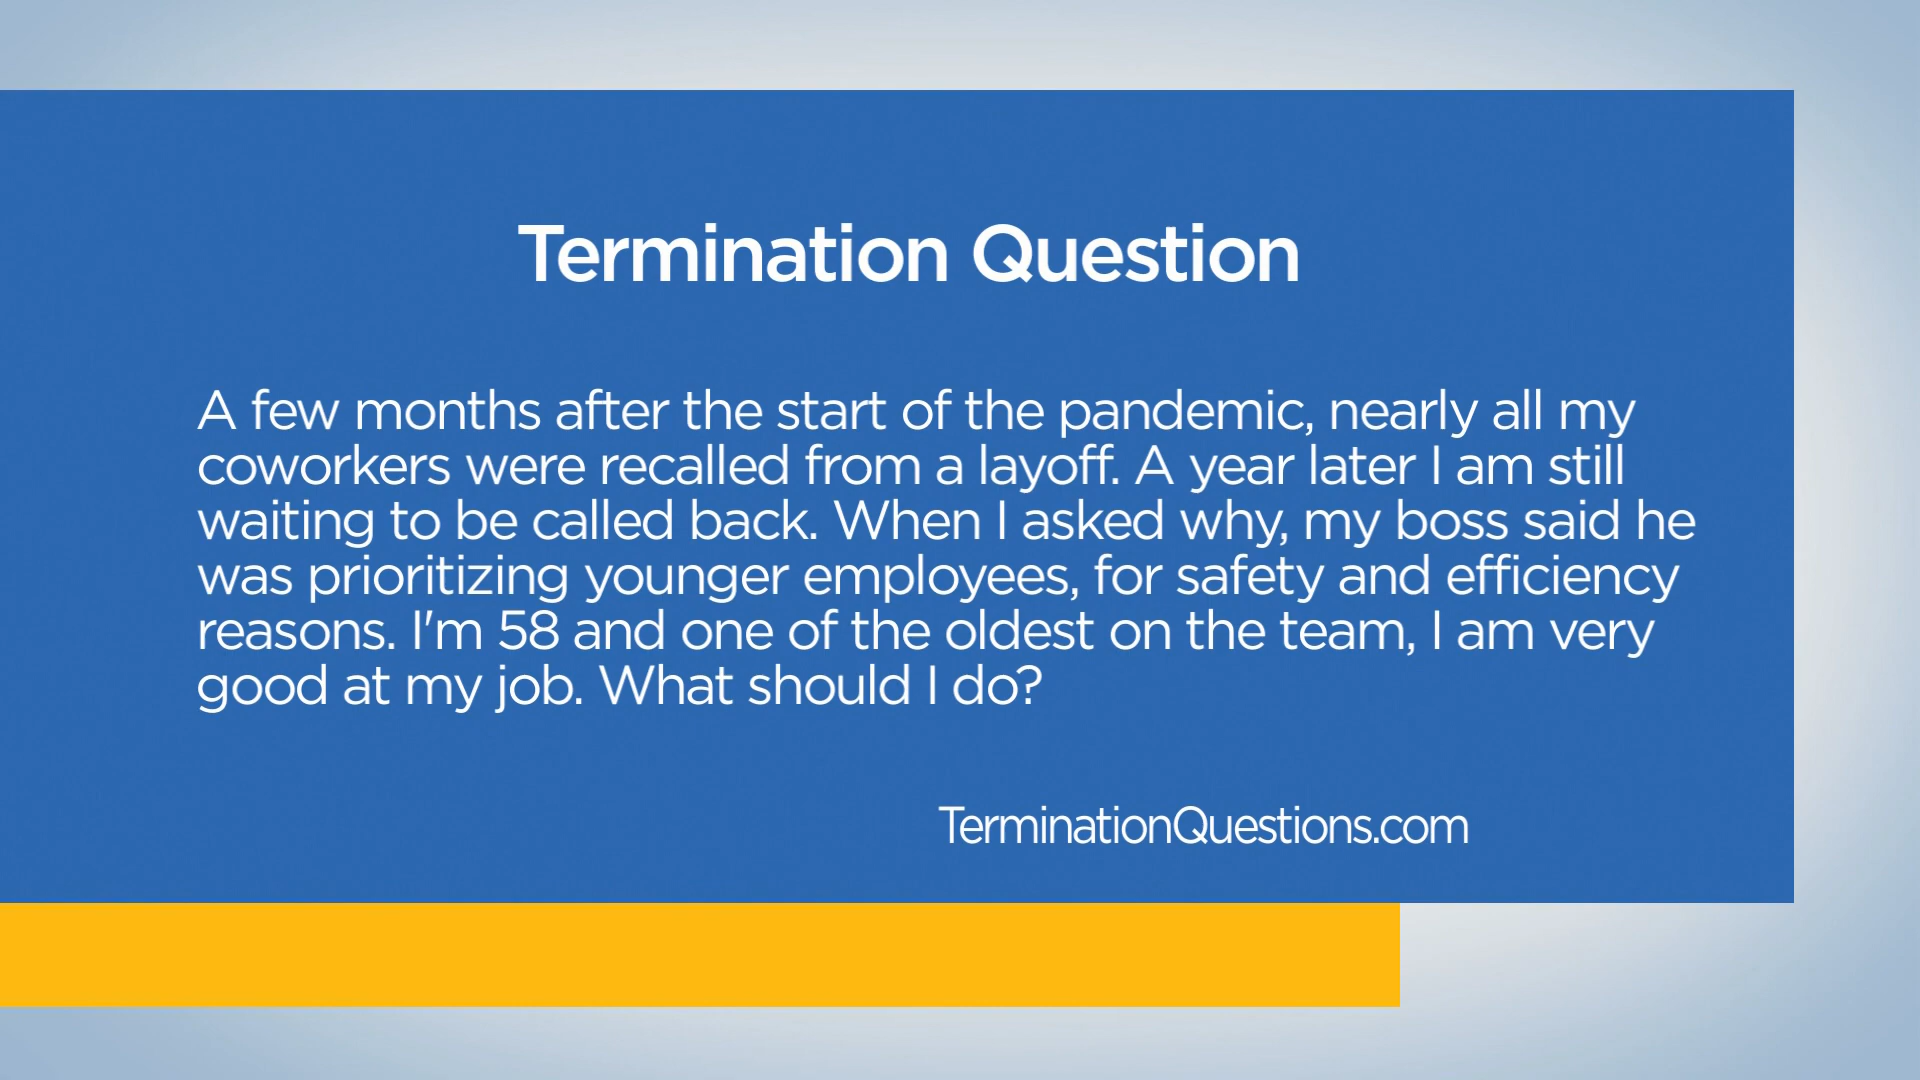 Termination Question
A few months after the start of the pandemic, nearly all my
coworkers were recalled from a layoff. A year later I am still
waiting to be called back. When I asked why, my boss said he
was prioritizing younger employees, for safety and efficiency
reasons. I'm 58 and one of the oldest on the team, I am very
good at my job. What should I do?
TerminationQuestions.com